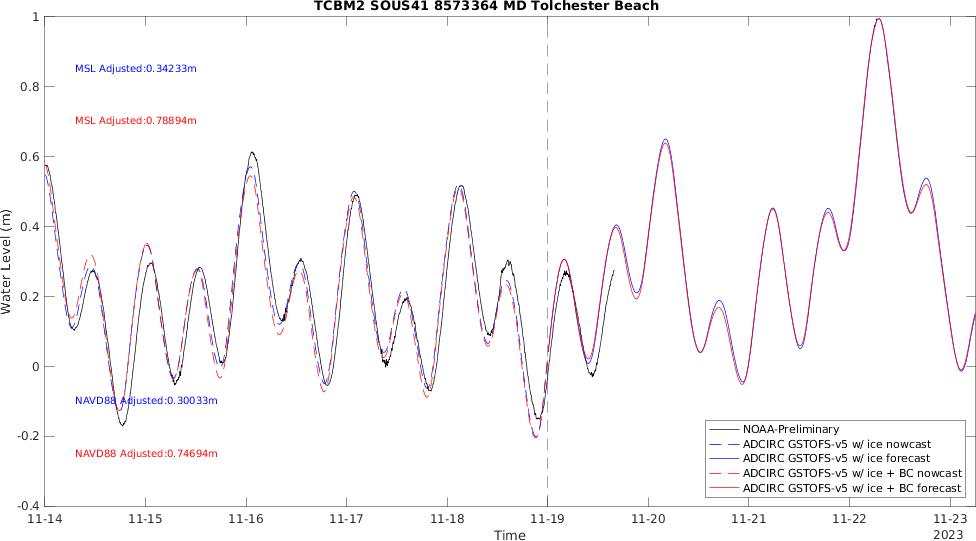 TCBM2 SOUS41 8573364 MD Tolchester Beach
1
0.8
0.6
0.4
0.2
0
-0.2
-0.4
Water Level (m)
MSL Adjusted:0.34233m
MSL Adjusted:0.78894m
NAVD88 Adjusted:0.30033m
NAVD88 Adjusted:0.74694m
NOAA-Preliminary
ADCIRC GSTOFS-v5 w/ ice nowcast
ADCIRC GSTOFS-v5 w/ ice forecast
ADCIRC GSTOFS-v5 w/ ice + BC nowcast
ADCIRC GSTOFS-v5 w/ ice + BC forecast
11-14 11-15 11-16 11-17 11-18 11-19 11-20 11-21 11-22 11-23
Time
2023